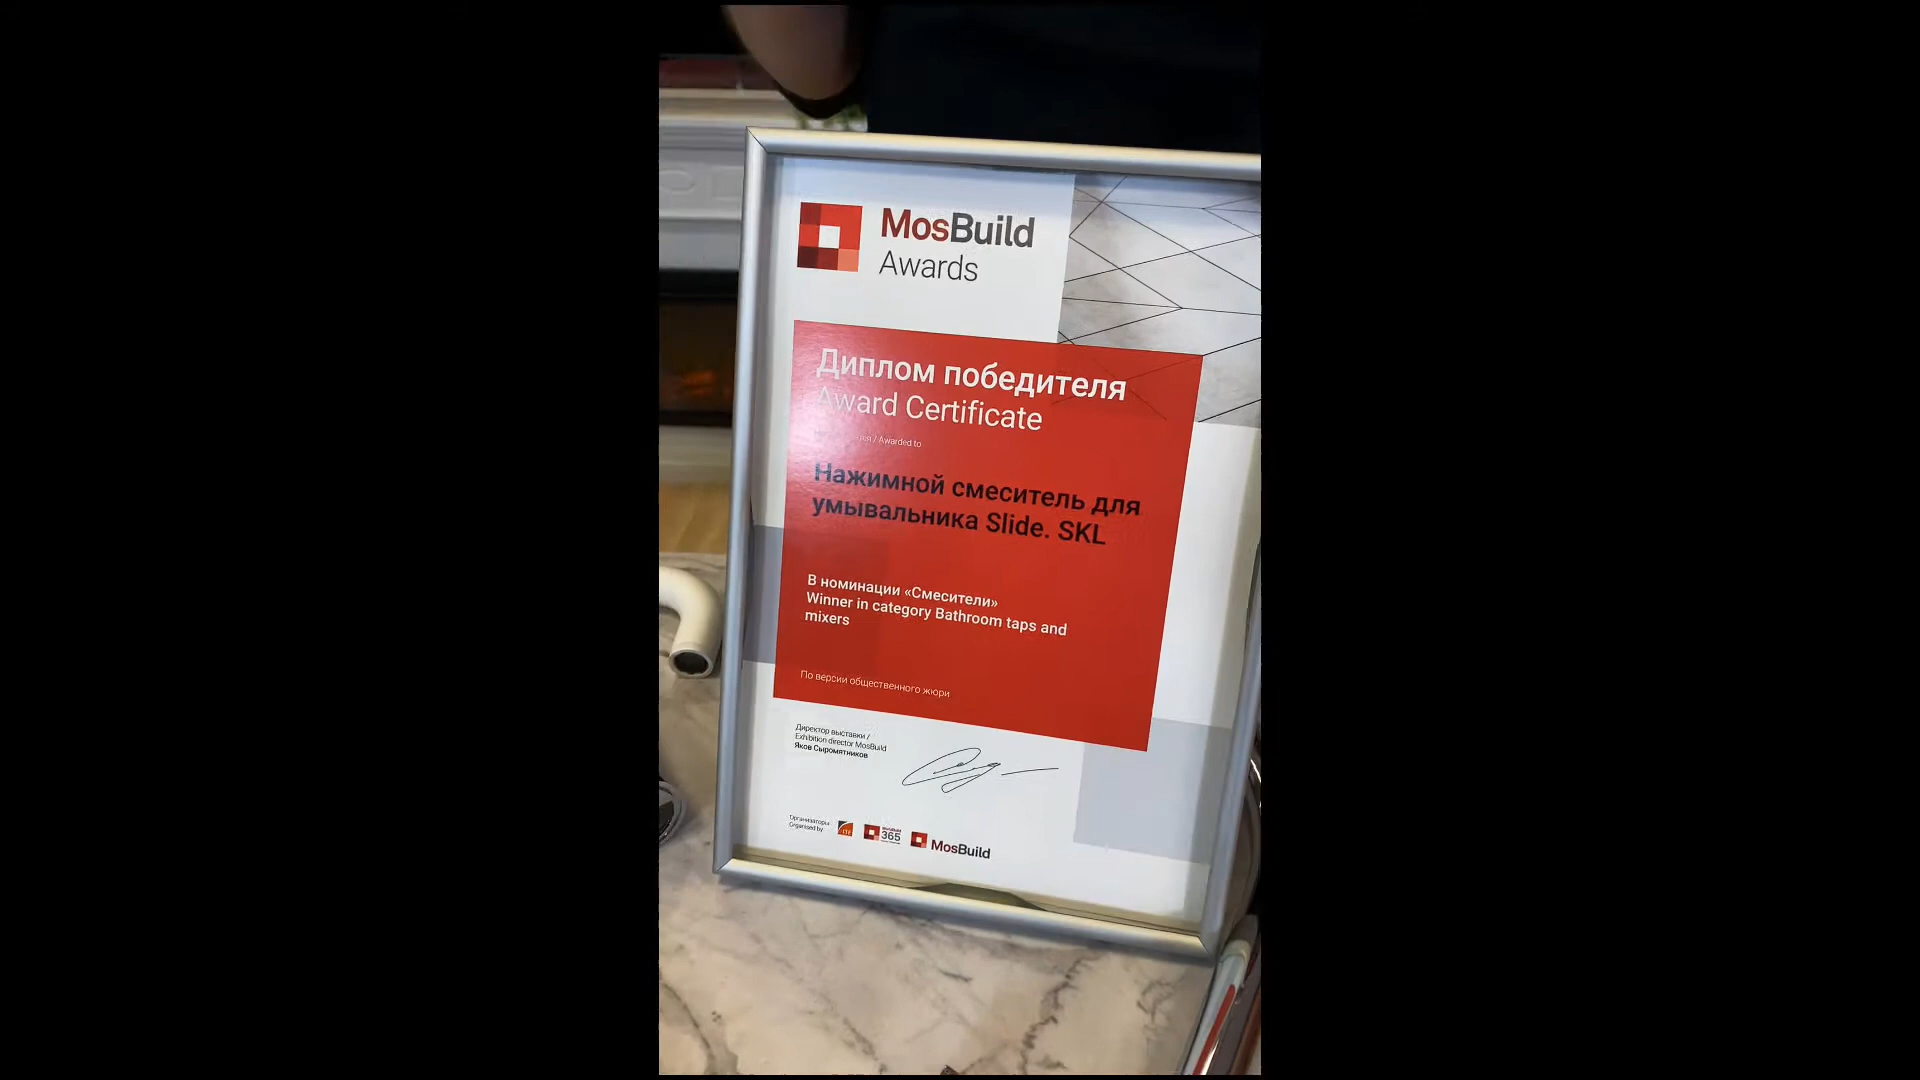 MosBuild
Awards
Диплом победителя
Award Certificate
/ Awarded to
Нажимной смеситель для
умывальника Slide. SKL
В номинации «Смесители»
Winner in category Bathroom taps and
mixers
По версии общественного жюри
Директор выставки /
Exhibition director MosBuild
Яков Сыромятников
Организаторы
Organised by
ITE
MosBuild
365
MosBuild